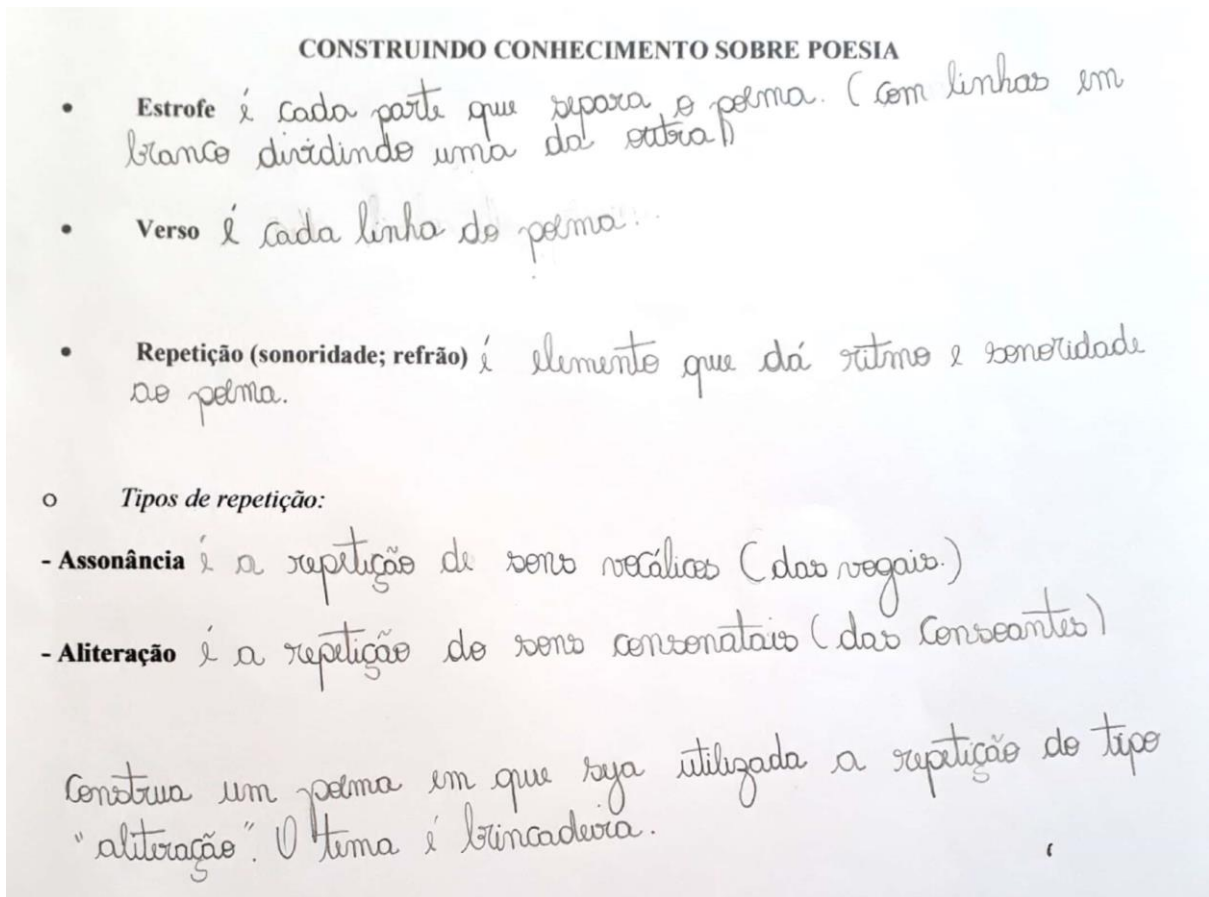 CONSTRUINDO CONHECIMENTO SOBRE POESIA
• Estrofe é cada parte que separa o poema. (com linhas em
branco dividindo uma da outra)
• Verso é cada linha do poema.
• Repetição (sonoridade; refrão) é elemento que dá ritmo e sonoridade
ao poema.
o Tipos de repetição:
- Assonância é a repetição de sons vocálicos (das vogais.)
- Aliteração é a repetição do sons consonatais (das Conseantes)
Construa um poema em que seja utilizada a repetição do tipo
"aliteração". O tema é brincadeira.